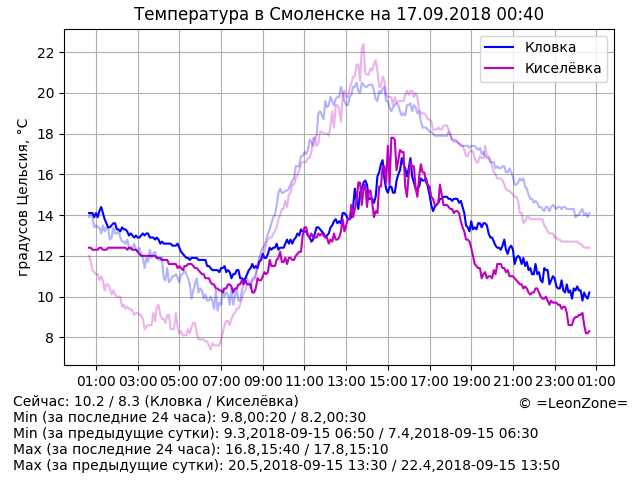 Температура в Смоленске на 17.09.2018 00:40
Кловка
Киселёвка
градусов Цельсия, °C
22
20
18
16
14
12
10
8
01:00 03:00 05:00 07:00 09:00 11:00 13:00 15:00 17:00 19:00 21:00 23:00 01:00
Сейчас: 10.2 / 8.3 (Кловка / Киселёвка)
© =LeonZone=
Min (за последние 24 часа): 9.8,00:20 / 8.2,00:30
Min (за предыдущие сутки): 9.3,2018-09-15 06:50 / 7.4,2018-09-15 06:30
Max (за последние 24 часа): 16.8,15:40 / 17.8,15:10
Max (за предыдущие сутки): 20.5,2018-09-15 13:30 / 22.4,2018-09-15 13:50